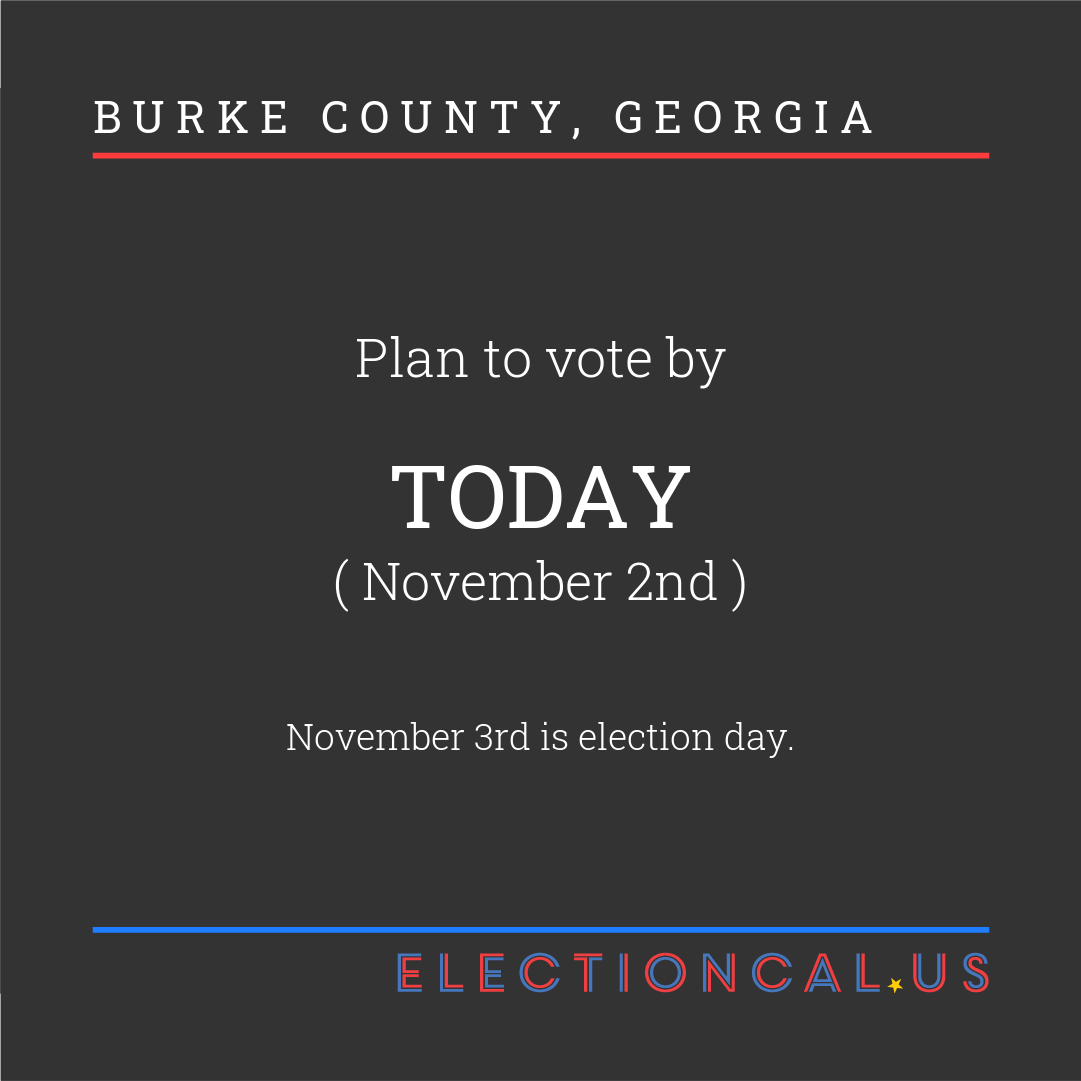 BURKE COUNTY, GEORGIA
Plan to vote by
TODAY
( November 2nd )
November 3rd is election day.
ELECTIONCAL.US